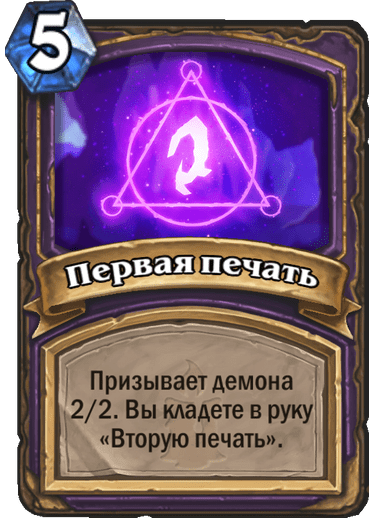 5
Первая печать
Призывает демона
2/2. Вы кладете в руку
«Вторую печать».